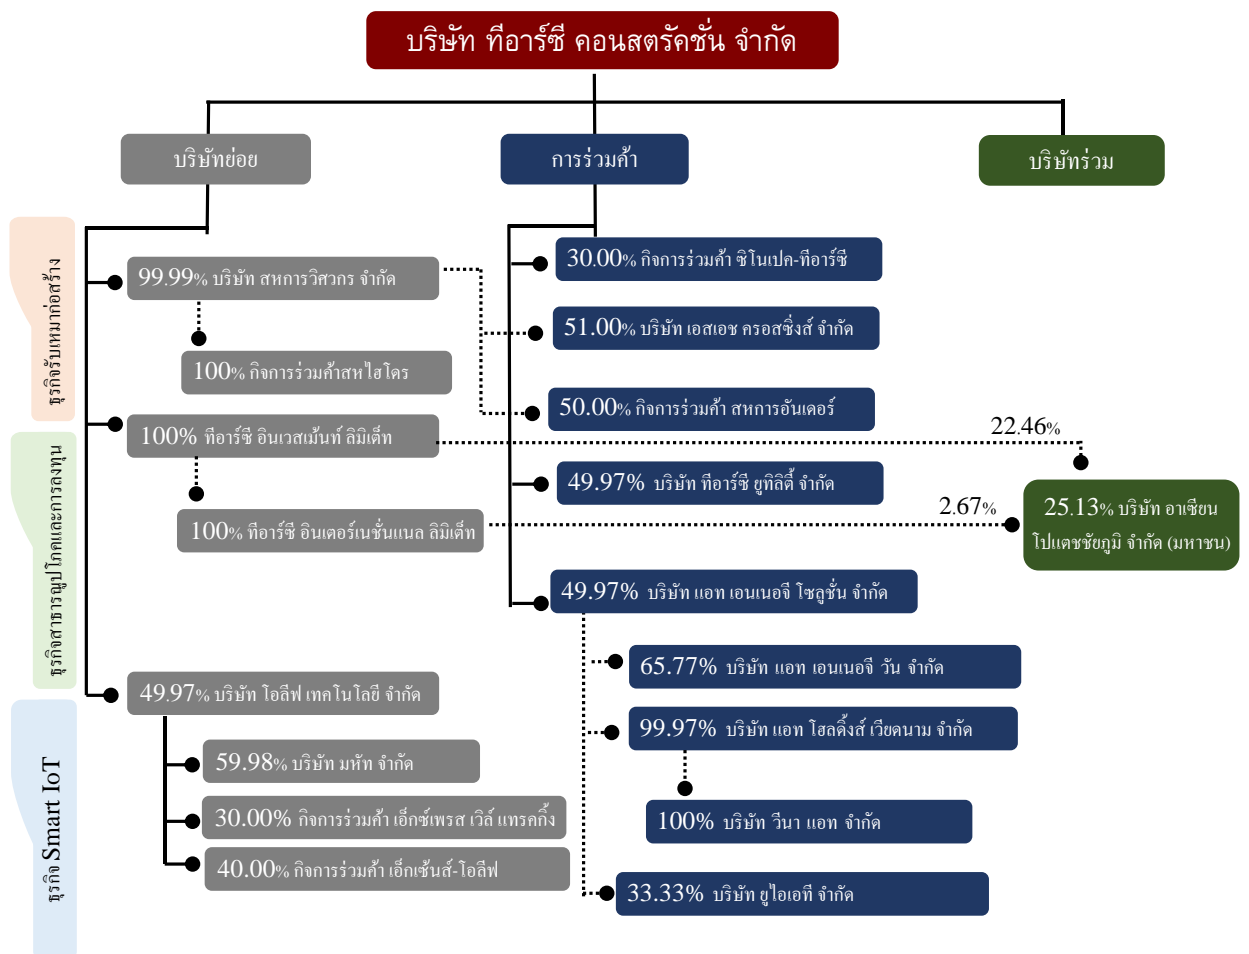 บริษัท ทีอาร์ซี คอนสตรัคชั่น จำกัด
บริษัทย่อย
การร่วมค้า
บริษัทร่วม
ธุรกิจรับเหมาก่อสร้าง
99.99% บริษัท สหการวิศวกร จำกัด
100% กิจการร่วมค้าสหไฮโดร
30.00% กิจการร่วมค้า ซิโนเปค-ทีอาร์ซี
51.00% บริษัท เอสเอช ครอสซิ่งส์ จำกัด
50.00% กิจการร่วมค้า สหการอันเดอร์
ธุรกิจสาธารณูปโภคและการลงทุน
100% ทีอาร์ซี อินเวสเม้นท์ ลิมิเต็ท
100% ทีอาร์ซี อินเตอร์เนชั่นแนล ลิมิเต็ท
49.97% บริษัท ทีอาร์ซี ยูทิลิตี้ จำกัด
22.46%
2.67%
25.13% บริษัท อาเซียน
โปแตชชัยภูมิ จำกัด (มหาชน)
49.97% บริษัท แอท เอนเนอจี โซลูชั่น จำกัด
65.77% บริษัท แอท เอนเนอจี วัน จำกัด
99.97% บริษัท แอท โฮลดิ้งส์ เวียดนาม จำกัด
100% บริษัท วีนา แอท จำกัด
33.33% บริษัท ยูไอเอที จำกัด
ธุรกิจ Smart IoT
49.97% บริษัท โอลีฟ เทคโนโลยี จำกัด
59.98% บริษัท มหัท จำกัด
30.00% กิจการร่วมค้า เอ็กซ์เพรส เวิล์ แทรคกิ้ง
40.00% กิจการร่วมค้า เอ็กเซ้นส์-โอลีฟ